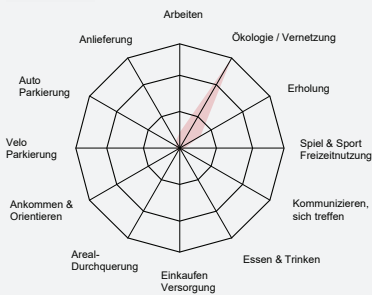 Arbeiten
Ökologie / Vernetzung
Erholung
Spiel & Sport
Freizeitnutzung
Kommunizieren,
sich treffen
Essen & Trinken
Einkaufen
Versorgung
Areal-
Durchquerung
Ankommen &
Orientieren
Velo
Parkierung
Auto
Parkierung
Anlieferung